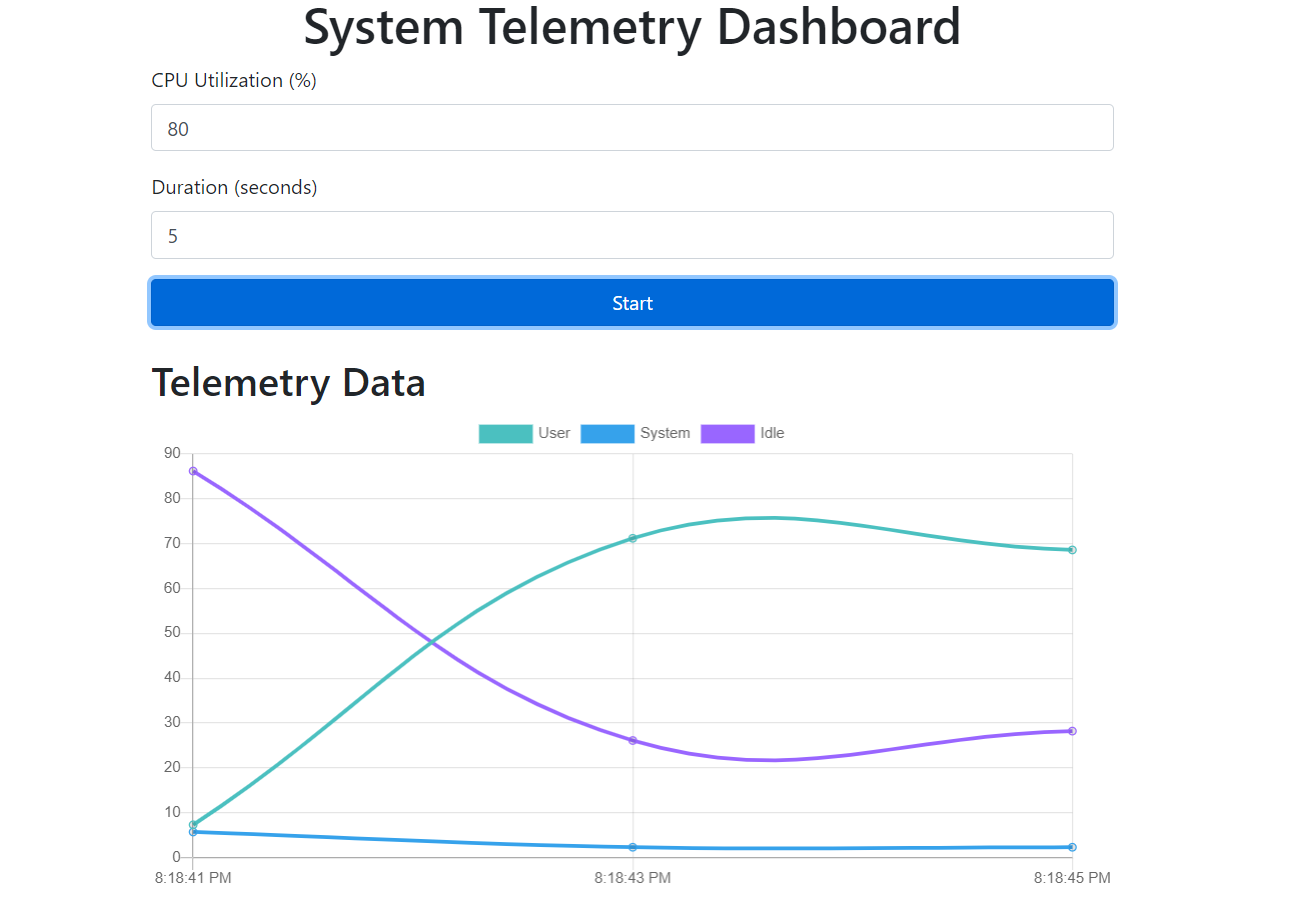 System Telemetry Dashboard
CPU Utilization (%)
80
Duration (seconds)
5
Start
Telemetry Data
User System Idle
90
80
70
60
50
40
30
20
10
0
8:18:41 PM 8:18:43 PM 8:18:45 PM